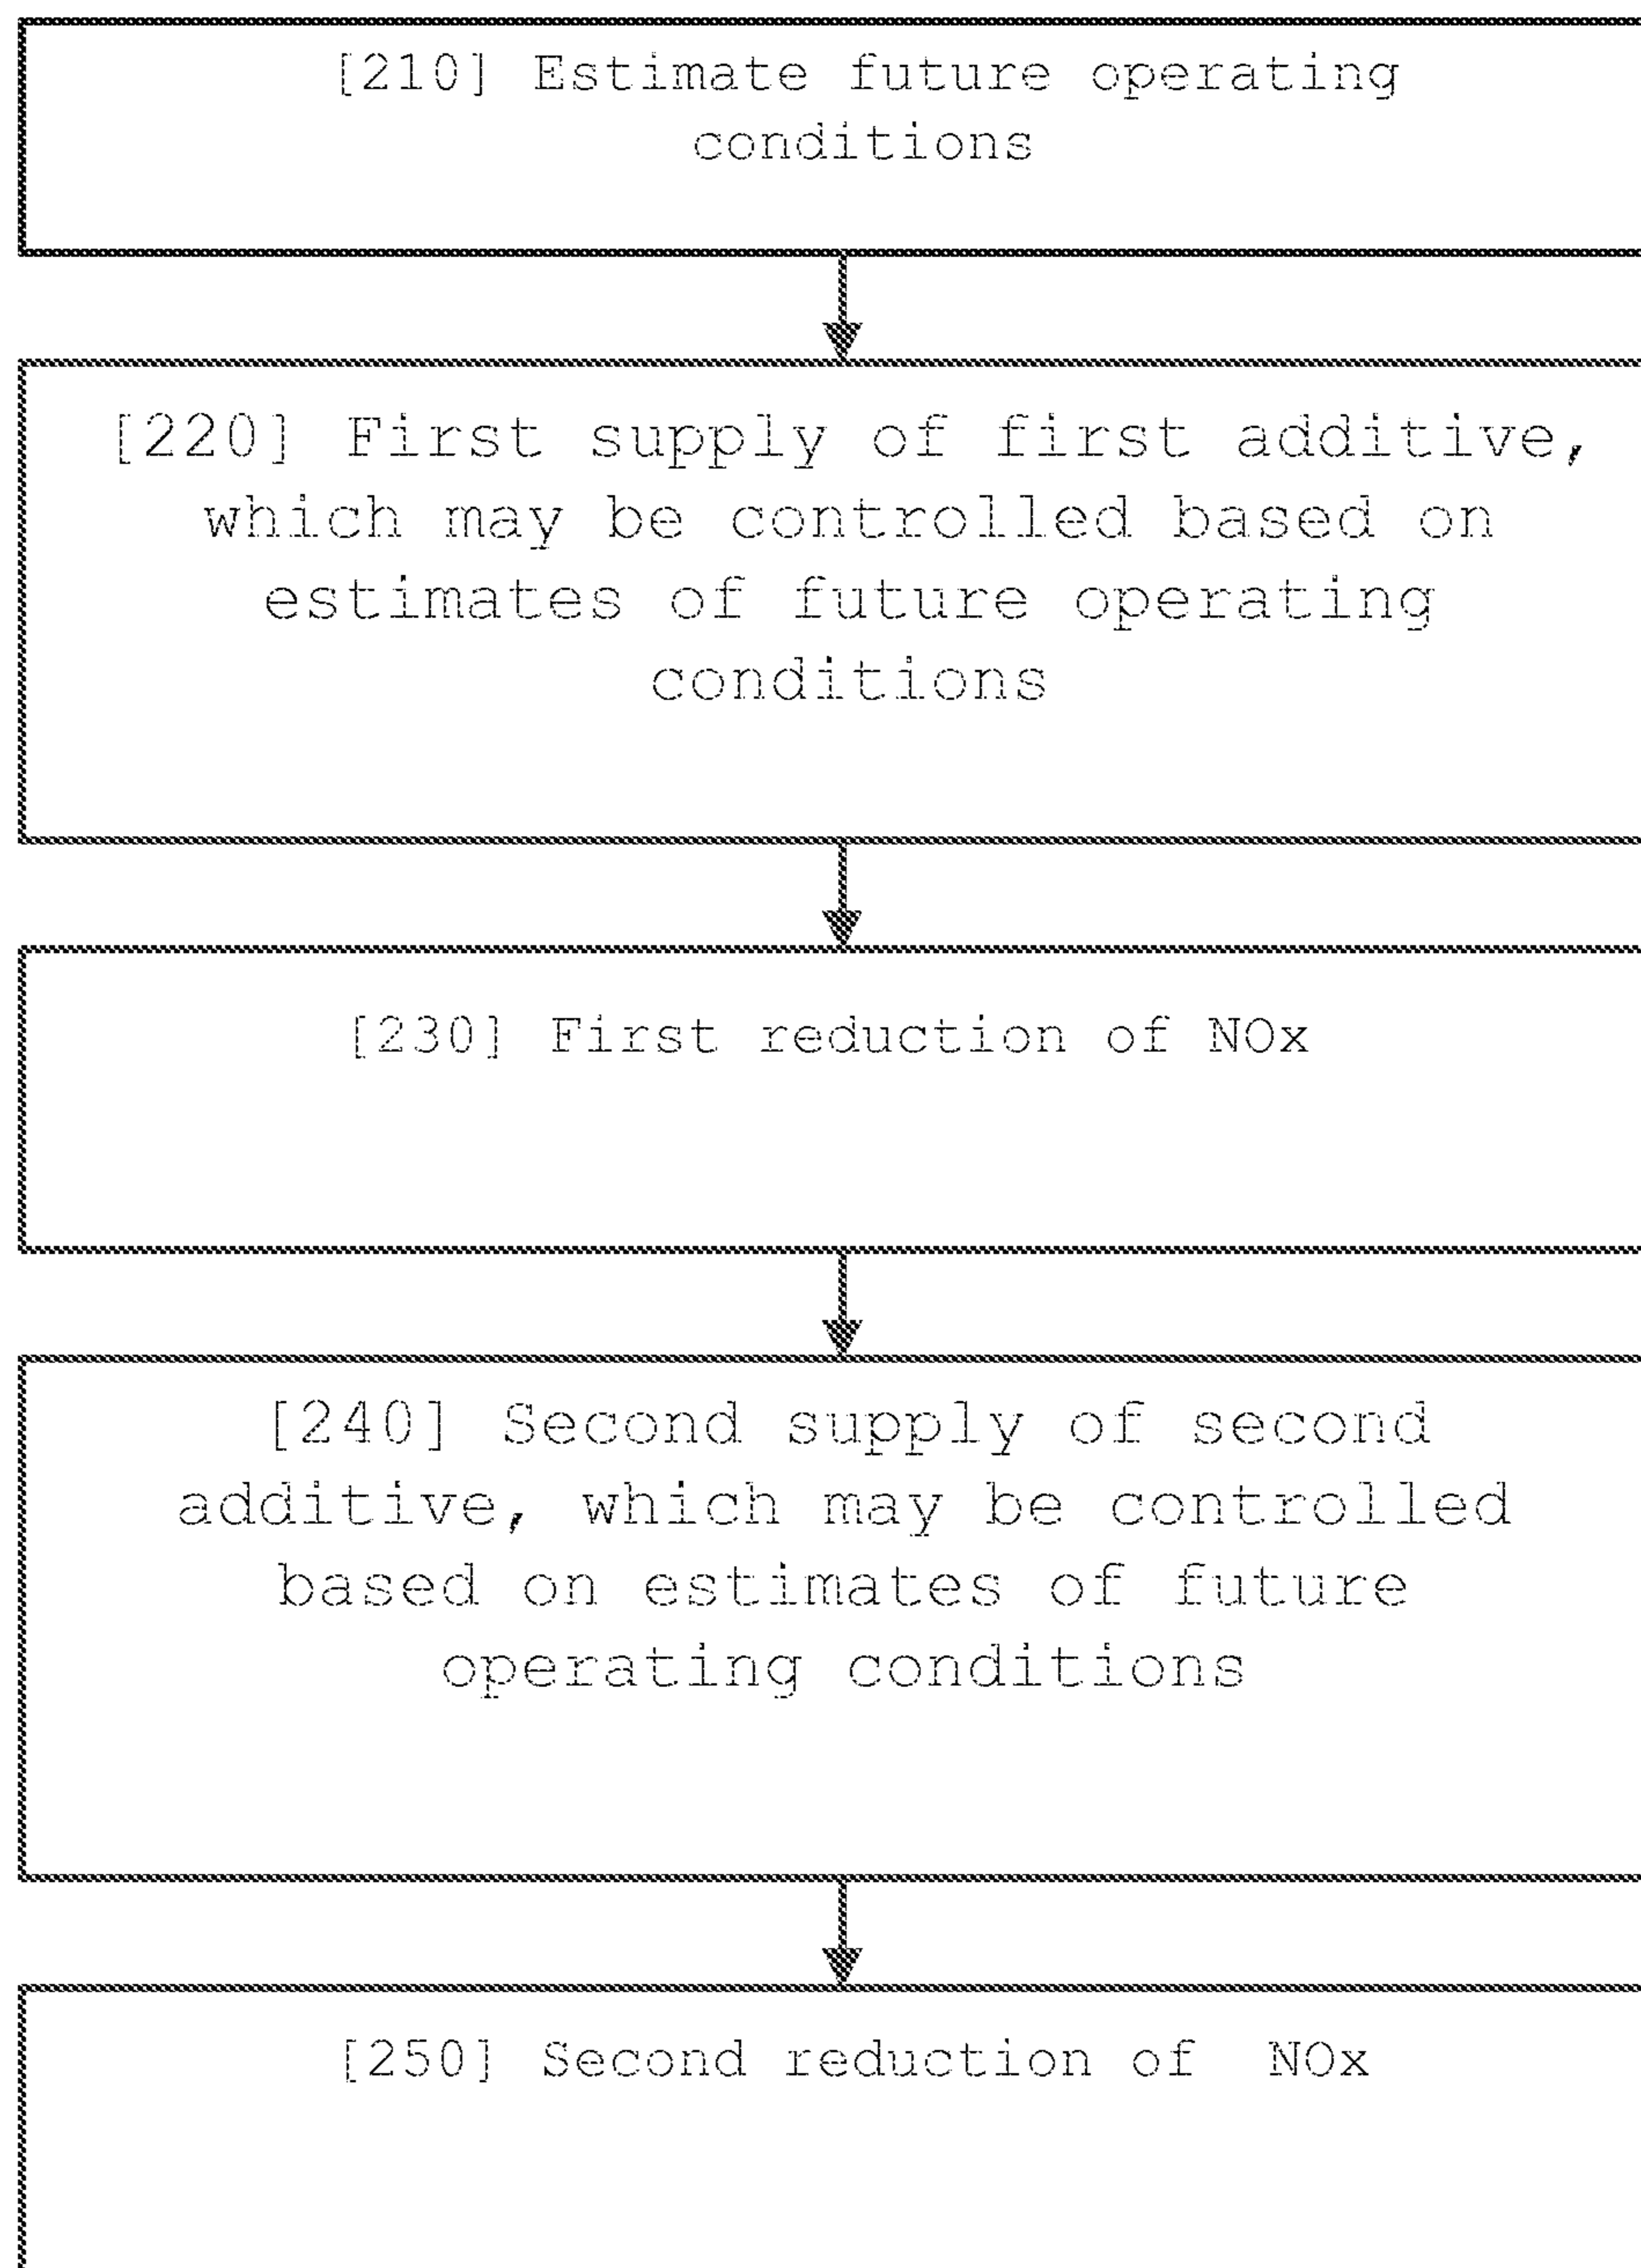 [210] Estimate future operating
conditions
[220] First supply of first additive,
which may be controlled based on
estimates of future operating
conditions
[230] First reduction of NOx
[240] Second supply of second
additive, which may be controlled
based on estimates of future
operating conditions
[250] Second reduction of NOx